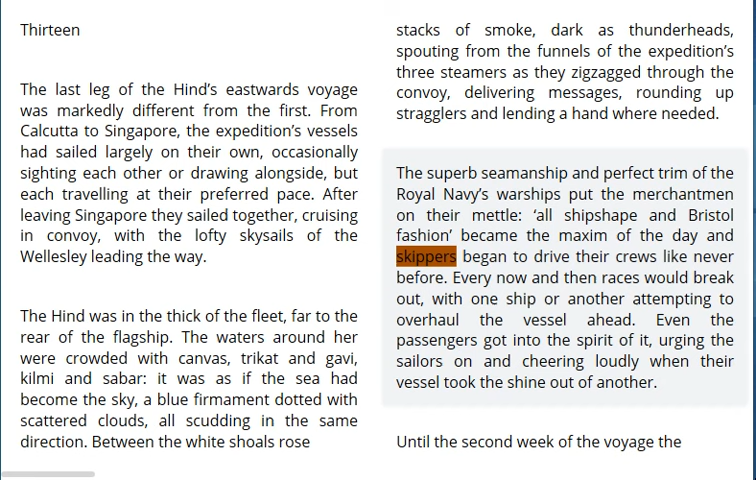 Thirteen
The last leg of the Hind’s eastwards voyage
was markedly different from the first. From
Calcutta to Singapore, the expedition’s vessels
had sailed largely on their own, occasionally
sighting each other or drawing alongside, but
each travelling at their preferred pace. After
leaving Singapore they sailed together, cruising
in convoy, with the lofty skysails of the
Wellesley leading the way.
The Hind was in the thick of the fleet, far to the
rear of the flagship. The waters around her
were crowded with canvas, trikat and gavi,
kilmi and sabar: it was as if the sea had
become the sky, a blue firmament dotted with
scattered clouds, all scudding in the same
direction. Between the white shoals rose
stacks of smoke, dark as thunderheads,
spouting from the funnels of the expedition’s
three steamers as they zigzagged through the
convoy, delivering messages, rounding up
stragglers and lending a hand where needed.
The superb seamanship and perfect trim of the
Royal Navy’s warships put the merchantmen
on their mettle: ‘all shipshape and Bristol
fashion’ became the maxim of the day and
skippers began to drive their crews like never
before. Every now and then races would break
out, with one ship or another attempting to
overhaul the vessel ahead. Even the
passengers got into the spirit of it, urging the
sailors on and cheering loudly when their
vessel took the shine out of another.
Until the second week of the voyage the